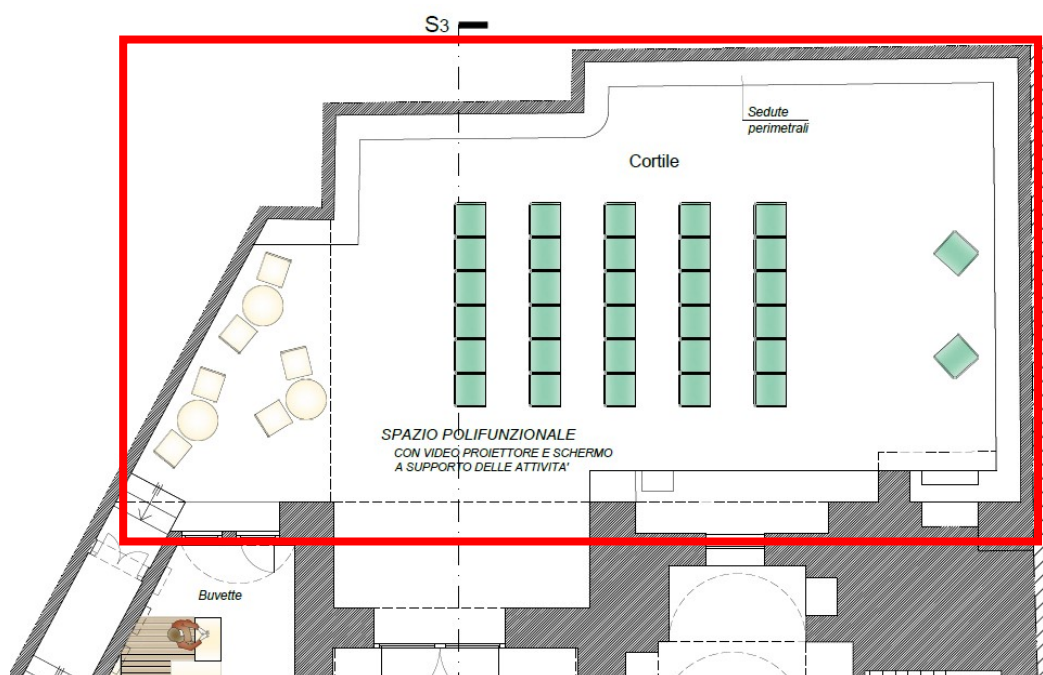 S3
Sedute
perimetrali
Cortile
SPAZIO POLIFUNZIONALE
CON VIDEO PROIETTORE E SCHERMO
A SUPPORTO DELLE ATTIVITA'
Buvette